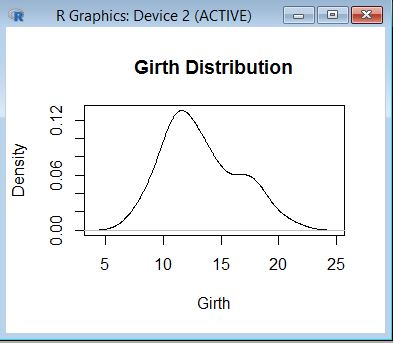 R Graphics: Device 2 (ACTIVE)
Girth Distribution
Density
0.12
0.06
0.00
5 10 15 20 25
Girth